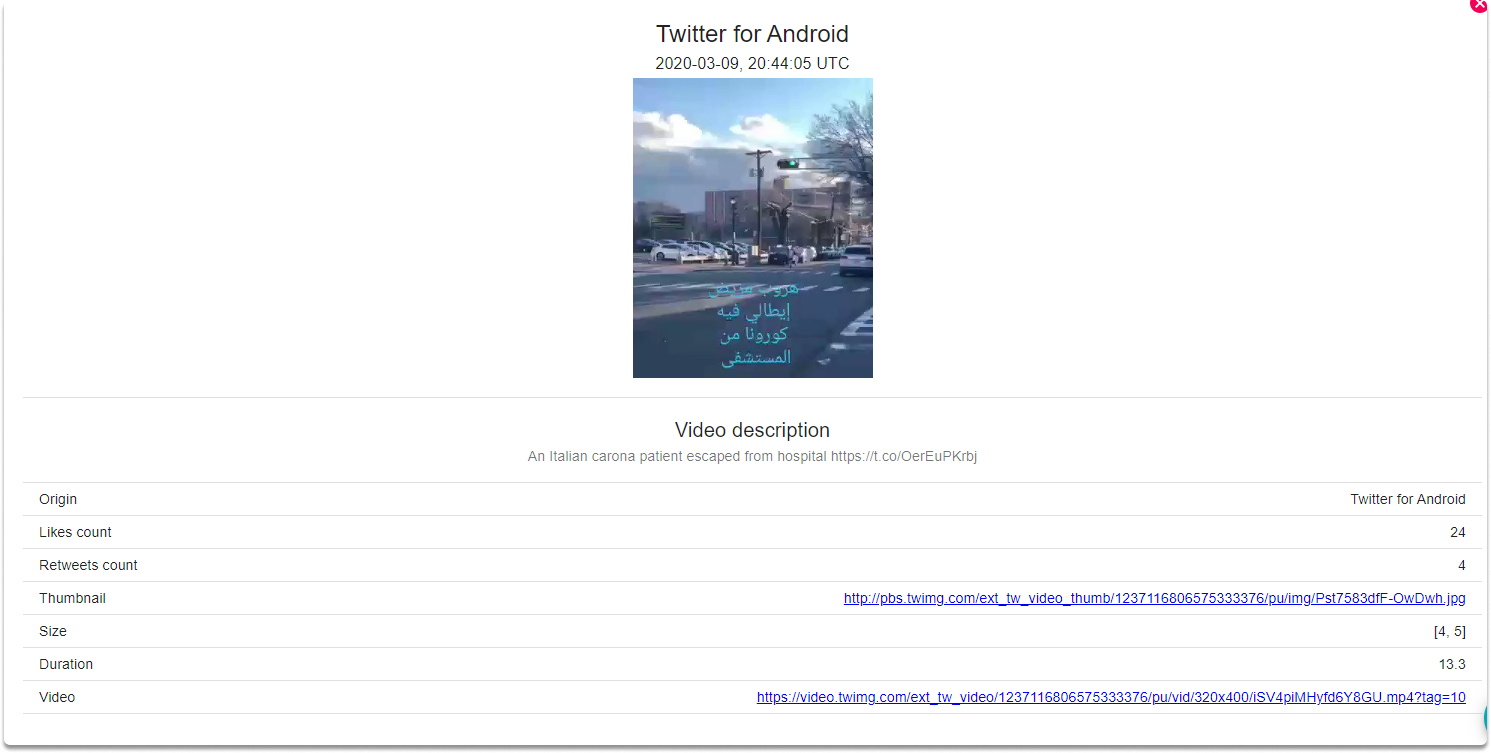 Twitter for Android
2020-03-09, 20:44:05 UTC
هروب مريض
إيطالي فيه
كورونا من
المستشفى
Video description
An Italian carona patient escaped from hospital https://t.co/OerEuPKrbj
Origin Twitter for Android
Likes count 24
Retweets count 4
Thumbnail http://pbs.twimg.com/ext_tw_video_thumb/1237116806575333376/pu/img/Pst7583dfF-OwDwh.jpg
Size [4, 5]
Duration 13.3
Video https://video.twimg.com/ext_tw_video/1237116806575333376/pu/vid/320x400/iSV4piMHyfd6Y8GU.mp4?tag=10